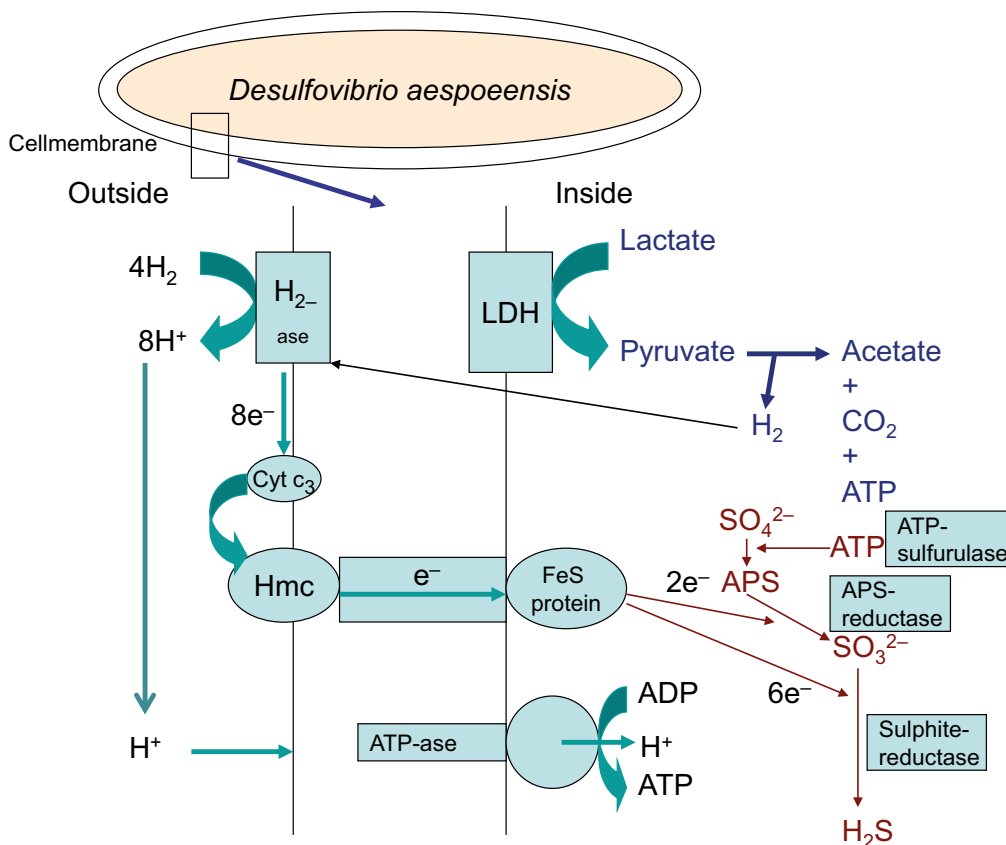 Desulfovibrio aespoeensis
Cellmembrane
Outside
Inside
Lactate
4H₂
H₂₋
ase
LDH
8H⁺
Pyruvate
Acetate
+
8e⁻
H₂
CO₂
+
Cyt c₃
ATP
SO₄²⁻
ATP
ATP-
sulfurulase
Hmc
e⁻
FeS
protein
2e⁻
APS
APS-
reductase
SO₃²⁻
6e⁻
ADP
H⁺
ATP-ase
H⁺
ATP
Sulphite-
reductase
H₂S